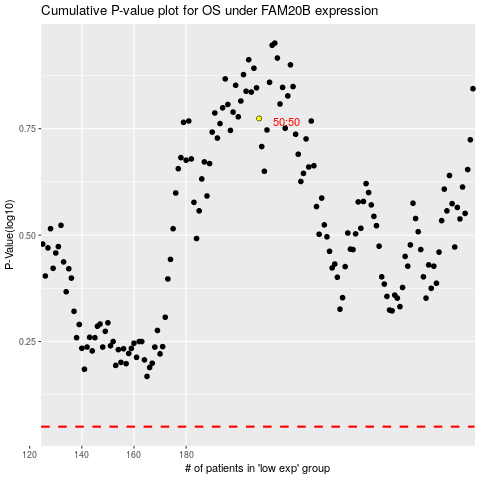 Cumulative P-value plot for OS under FAM20B expression
P-Value(log10)
0.75
0.50
0.25
50:50
120 140 160 180
# of patients in 'low exp' group